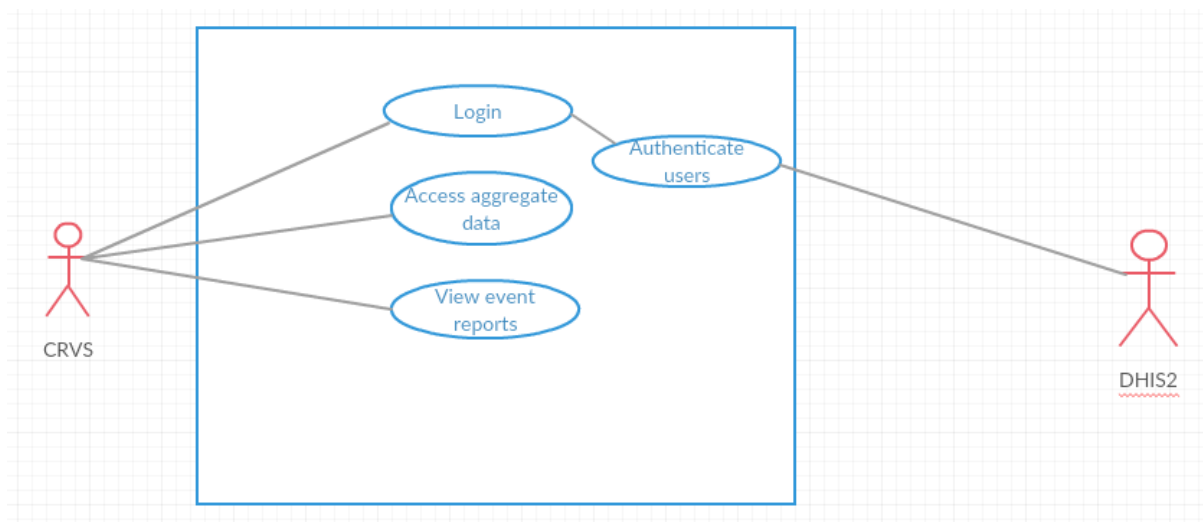 Login
Authenticate
users
Access aggregate
data
View event
reports
CRVS
DHIS2